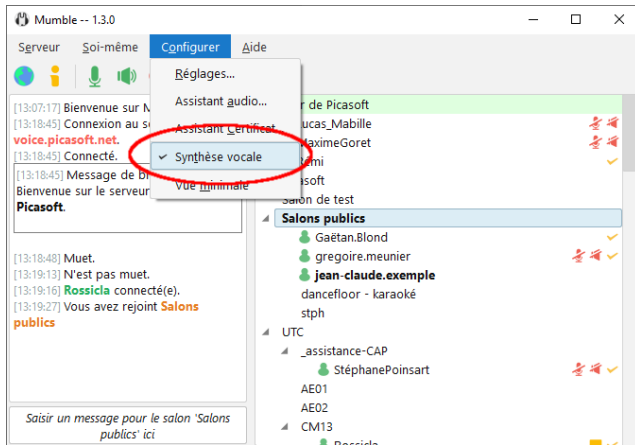 Mumble -- 1.3.0
Serveur Soi-même Configurer Aide
Réglages...
Assistant audio...
Assistant Certificat
Synthèse vocale
Vue minimale
[13:07:17] Bienvenue sur M
[13:18:45] Connexion au se
voice.picasoft.net.
[13:18:45] Connecté.
[13:18:45] Message de bi
Bienvenue sur le serveur
Picasoft.
[13:18:48] Muet.
[13:19:13] N'est pas muet.
[13:19:16] Rossicla connecté(e).
[13:19:27] Vous avez rejoint Salons
publics
Saisir un message pour le salon 'Salons
publics' ici
r de Picasoft
ucas_Mabille
MaximeGoret
Rémi
asoft
Salon de test
Salons publics
Gaëtan.Blond
gregoire.meunier
jean-claude.exemple
dancefloor - karaoké
stph
UTC
_assistance-CAP
StéphanePoinsart
AE01
AE02
CM13
Rossicla